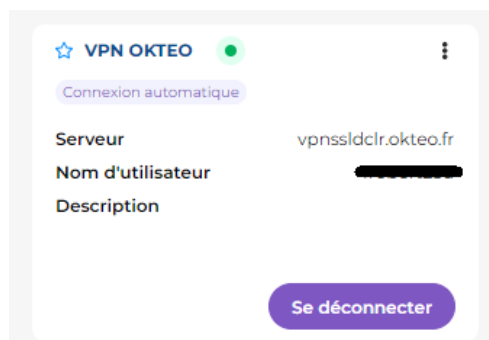 VPN OKTEO
Connexion automatique
Serveur vpnssldclr.okteo.fr
Nom d'utilisateur
Description
Se déconnecter